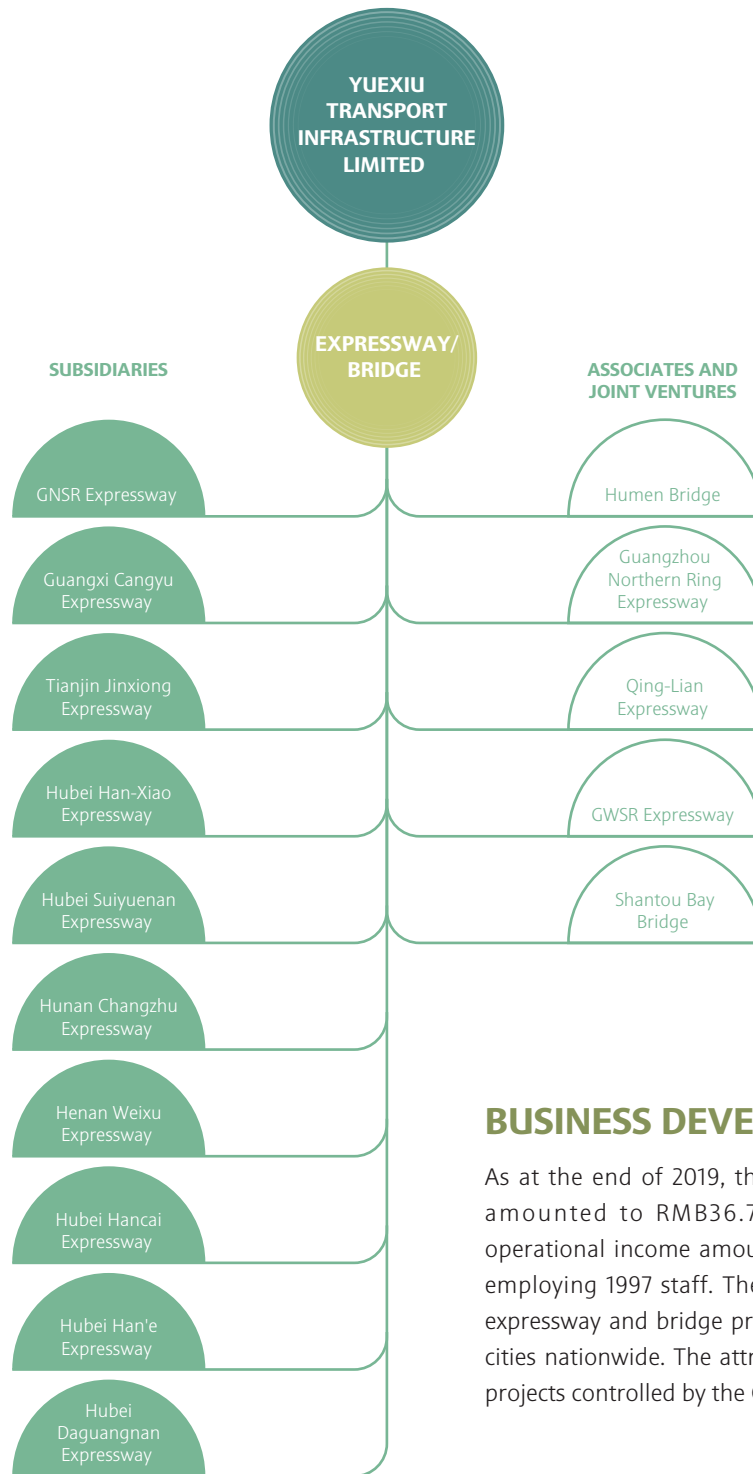 YUEXIU
TRANSPORT
INFRASTRUCTURE
LIMITED
EXPRESSWAY/
BRIDGE
SUBSIDIARIES
GNSR Expressway
Guangxi Cangyu
Expressway
Tianjin Jinxiong
Expressway
Hubei Han-Xiao
Expressway
Hubei Suiyuenan
Expressway
Hunan Changzhu
Expressway
Henan Weixu
Expressway
Hubei Hancai
Expressway
Hubei Han'e
Expressway
Hubei
Daguangnan
Expressway
ASSOCIATES AND
JOINT VENTURES
Humen Bridge
Guangzhou
Northern Ring
Expressway
Qing-Lian
Expressway
GWSR Expressway
Shantou Bay
Bridge
BUSINESS DEVE
As at the end of 2019, th
amounted to RMB36.7
operational income amou
employing 1997 staff. The
expressway and bridge pr
cities nationwide. The attr
projects controlled by the